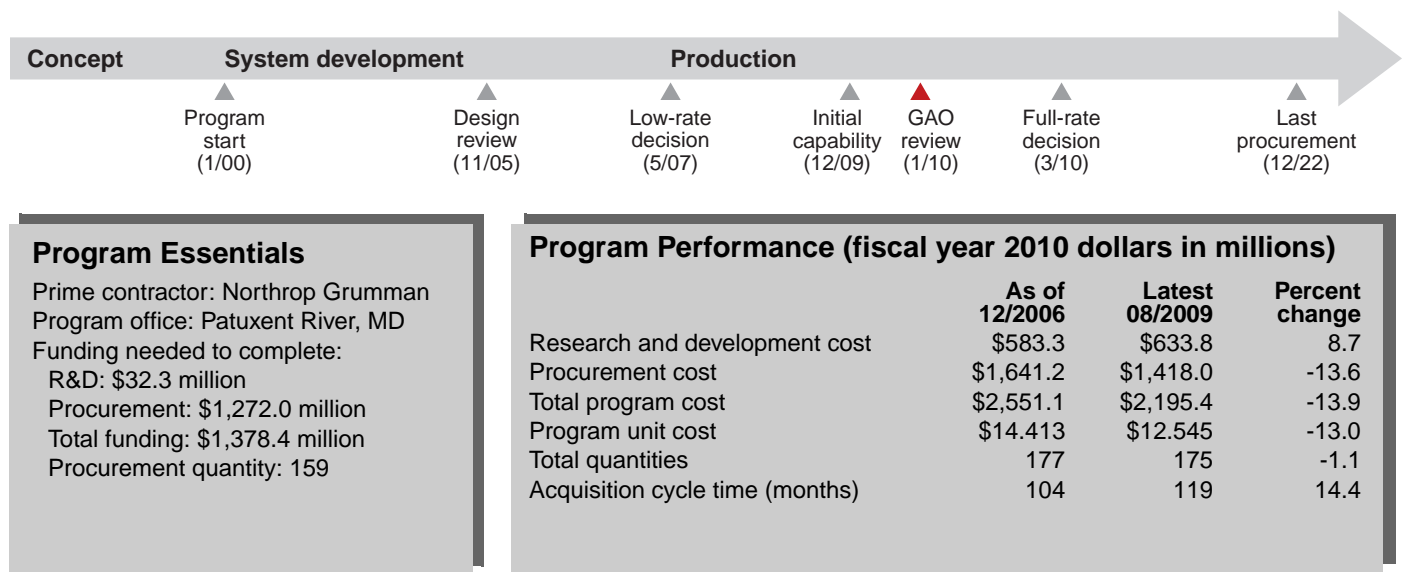 Concept System development Production
Program start (1/00)
Design review (11/05)
Low-rate decision (5/07)
Initial capability (12/09)
GAO review (1/10)
Full-rate decision (3/10)
Last procurement (12/22)
Program Essentials
Prime contractor: Northrop Grumman
Program office: Patuxent River, MD
Funding needed to complete:
R&D: $32.3 million
Procurement: $1,272.0 million
Total funding: $1,378.4 million
Procurement quantity: 159
Program Performance (fiscal year 2010 dollars in millions)
As of 12/2006 Latest 08/2009 Percent change
Research and development cost $583.3 $633.8 8.7
Procurement cost $1,641.2 $1,418.0 -13.6
Total program cost $2,551.1 $2,195.4 -13.9
Program unit cost $14.413 $12.545 -13.0
Total quantities 177 175 -1.1
Acquisition cycle time (months) 104 119 14.4